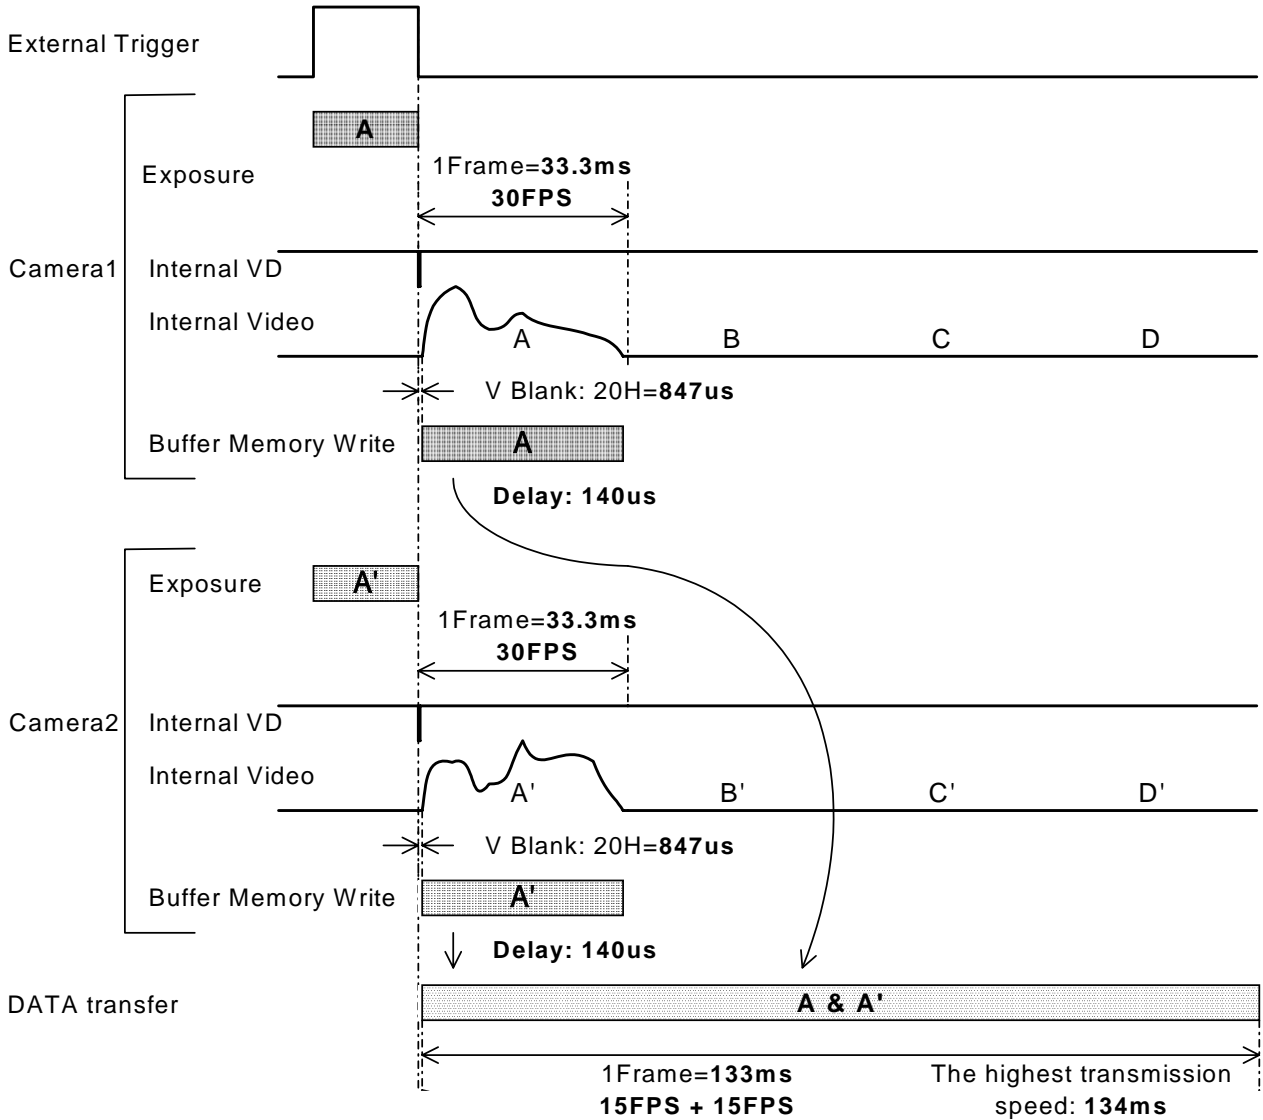 External Trigger
A
Exposure
1Frame=33.3ms
30FPS
Camera1
Internal VD
Internal Video
A B C D
V Blank: 20H=847us
Buffer Memory Write
A
Delay: 140us
Exposure
A'
1Frame=33.3ms
30FPS
Camera2
Internal VD
Internal Video
A' B' C' D'
V Blank: 20H=847us
Buffer Memory Write
A'
Delay: 140us
DATA transfer
A & A'
1Frame=133ms
15FPS + 15FPS
The highest transmission
speed: 134ms